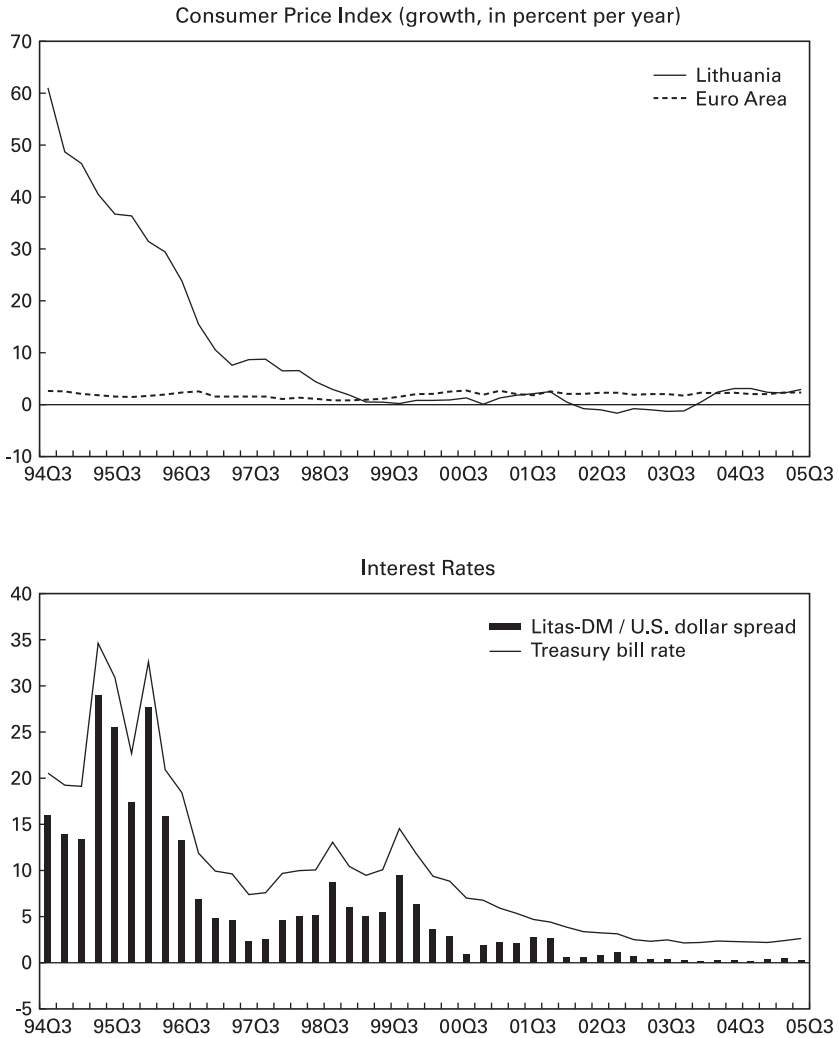 Consumer Price Index (growth, in percent per year)
70
60
50
40
30
20
10
0
-10
Lithuania
Euro Area
94Q3 95Q3 96Q3 97Q3 98Q3 99Q3 00Q3 01Q3 02Q3 03Q3 04Q3 05Q3
Interest Rates
40
35
30
25
20
15
10
5
0
-5
Litas-DM / U.S. dollar spread
Treasury bill rate
94Q3 95Q3 96Q3 97Q3 98Q3 99Q3 00Q3 01Q3 02Q3 03Q3 04Q3 05Q3